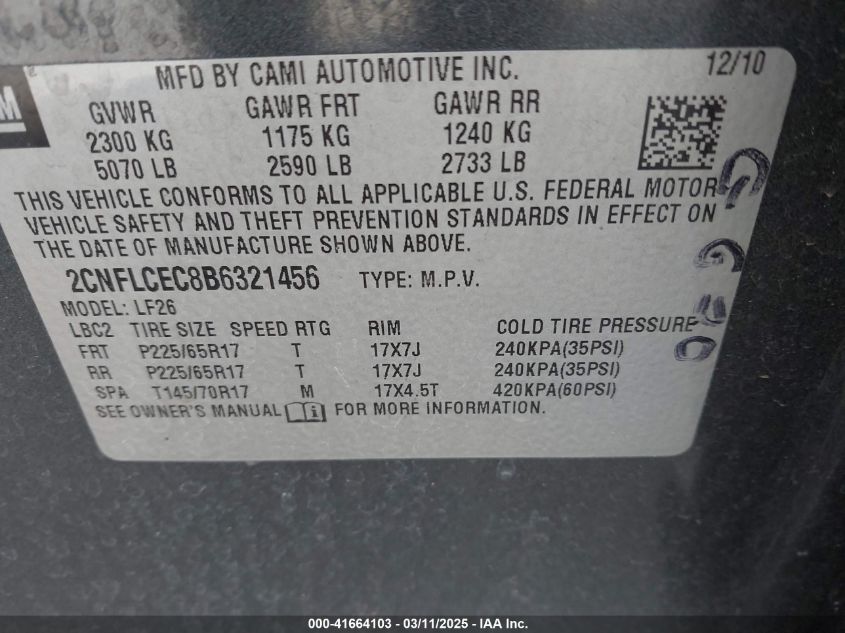 MFD BY CAMI AUTOMOTIVE INC. 12/10
GVWR GAWR FRT GAWR RR
2300 KG 1175 KG 1240 KG
5070 LB 2590 LB 2733 LB
THIS VEHICLE CONFORMS TO ALL APPLICABLE U.S. FEDERAL MOTOR
VEHICLE SAFETY AND THEFT PREVENTION STANDARDS IN EFFECT ON
THE DATE OF MANUFACTURE SHOWN ABOVE.
2CNFLCEC8B6321456 TYPE: M.P.V.
MODEL: LF26
LBC2 TIRE SIZE SPEED RTG RIM COLD TIRE PRESSURE
FRT P225/65R17 T 17X7J 240KPA(35PSI)
RR P225/65R17 T 17X7J 240KPA(35PSI)
SPA T145/70R17 M 17X4.5T 420KPA(60PSI)
SEE OWNER'S MANUAL FOR MORE INFORMATION.
000-41664103 - 03/11/2025 - IAA Inc.